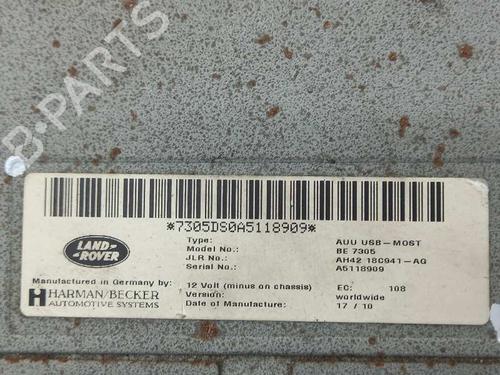 B-PARTS
*7305DS0A5118909*
LAND-
ROVER
Type: AUU USB-MOST
Model No.: BE 7305
JLR No.: AH42 18C941-AG
Serial No.: A5118909
Manufactured in Germany by:
HARMAN/BECKER
AUTOMOTIVE SYSTEMS
12 Volt (minus on chassis) EC: 108
Version: worldwide
Date of Manufacture: 17 / 10